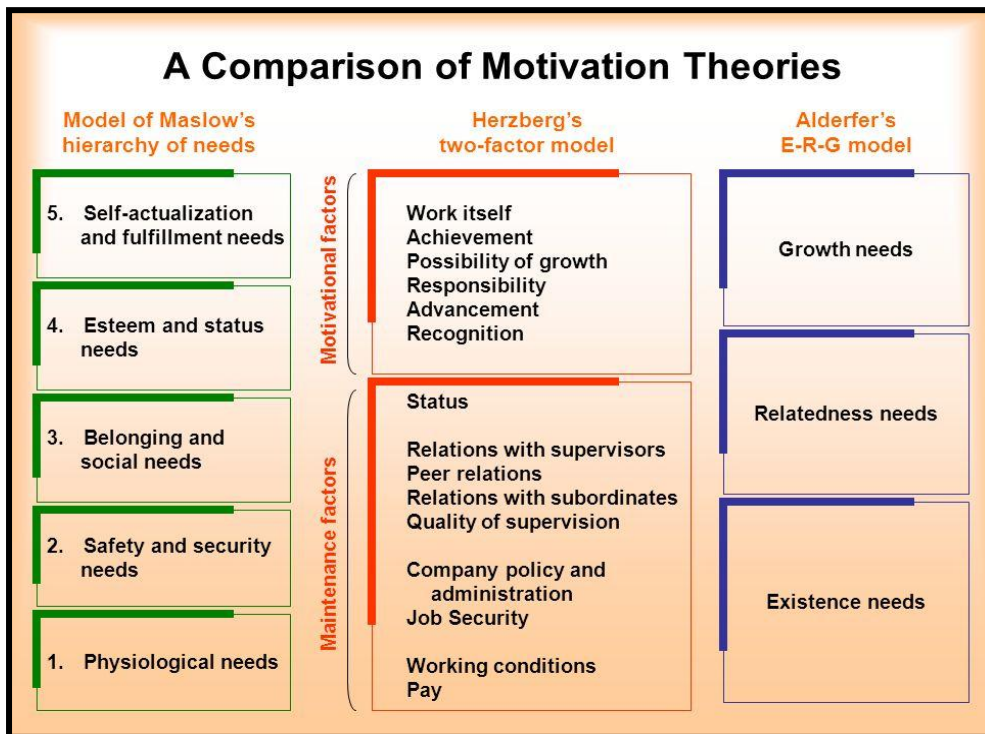 A Comparison of Motivation Theories
Model of Maslow's
hierarchy of needs
5. Self-actualization
and fulfillment needs
4. Esteem and status
needs
3. Belonging and
social needs
2. Safety and security
needs
1. Physiological needs
Herzberg's
two-factor model
Motivational factors
Work itself
Achievement
Possibility of growth
Responsibility
Advancement
Recognition
Maintenance factors
Status
Relations with supervisors
Peer relations
Relations with subordinates
Quality of supervision
Company policy and
administration
Job Security
Working conditions
Pay
Alderfer's
E-R-G model
Growth needs
Relatedness needs
Existence needs